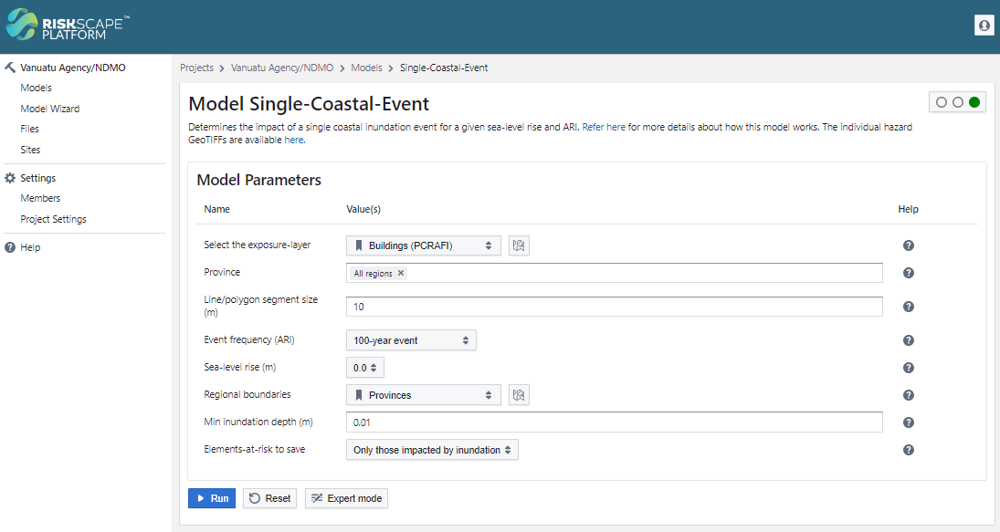 RISKSCAPE™
PLATFORM
Vanuatu Agency/NDMO
Models
Model Wizard
Files
Sites
Settings
Members
Project Settings
Help
Projects > Vanuatu Agency/NDMO > Models > Single-Coastal-Event
Model Single-Coastal-Event
Determines the impact of a single coastal inundation event for a given sea-level rise and ARI. Refer here for more details about how this model works. The individual hazard
GeoTIFFs are available here.
Model Parameters
Name Value(s) Help
Select the exposure-layer Buildings (PCRAFI) ?
Province All regions × ?
Line/polygon segment size
(m) 10 ?
Event frequency (ARI) 100-year event ?
Sea-level rise (m) 0.0 ?
Regional boundaries Provinces ?
Min inundation depth (m) 0.01 ?
Elements-at-risk to save Only those impacted by inundation ?
Run Reset Expert mode